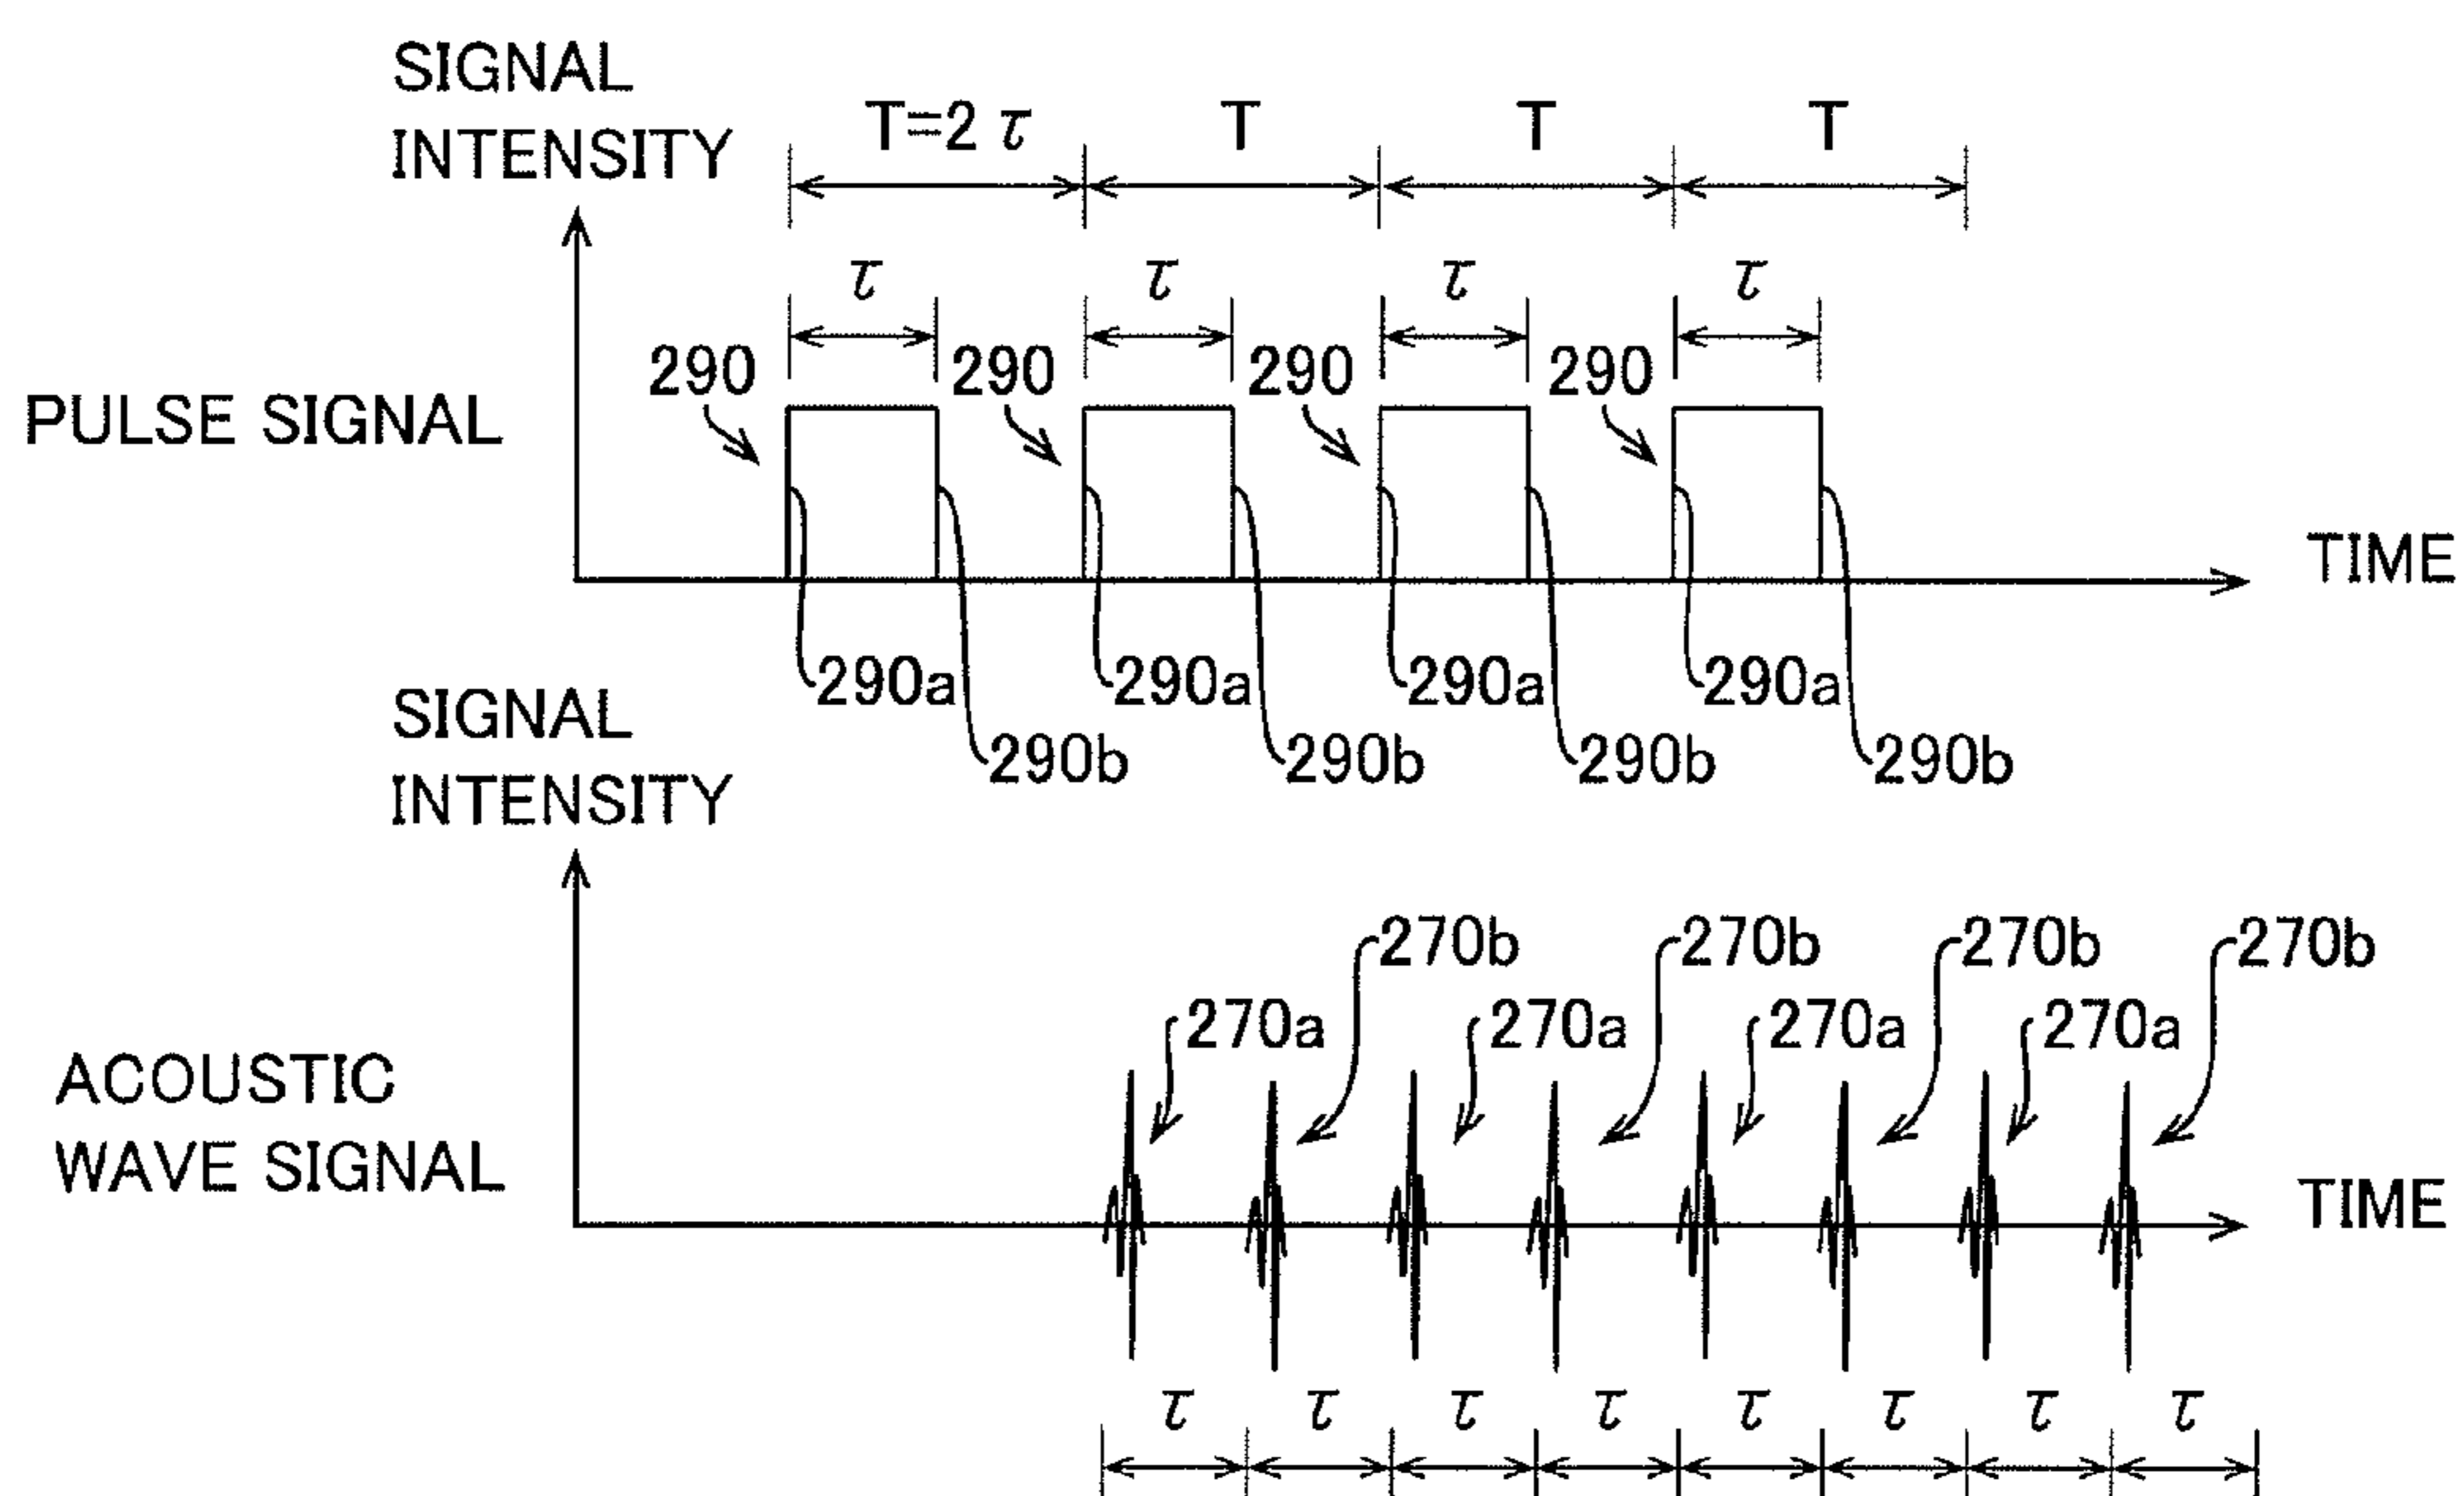 SIGNAL
INTENSITY
T=2 τ
T
T
T
τ
τ
τ
τ
290
290
290
290
PULSE SIGNAL
TIME
290a
290a
290a
290a
290b
290b
290b
290b
SIGNAL
INTENSITY
270b
270b
270b
270b
270a
270a
270a
270a
ACOUSTIC
WAVE SIGNAL
TIME
τ
τ
τ
τ
τ
τ
τ
τ